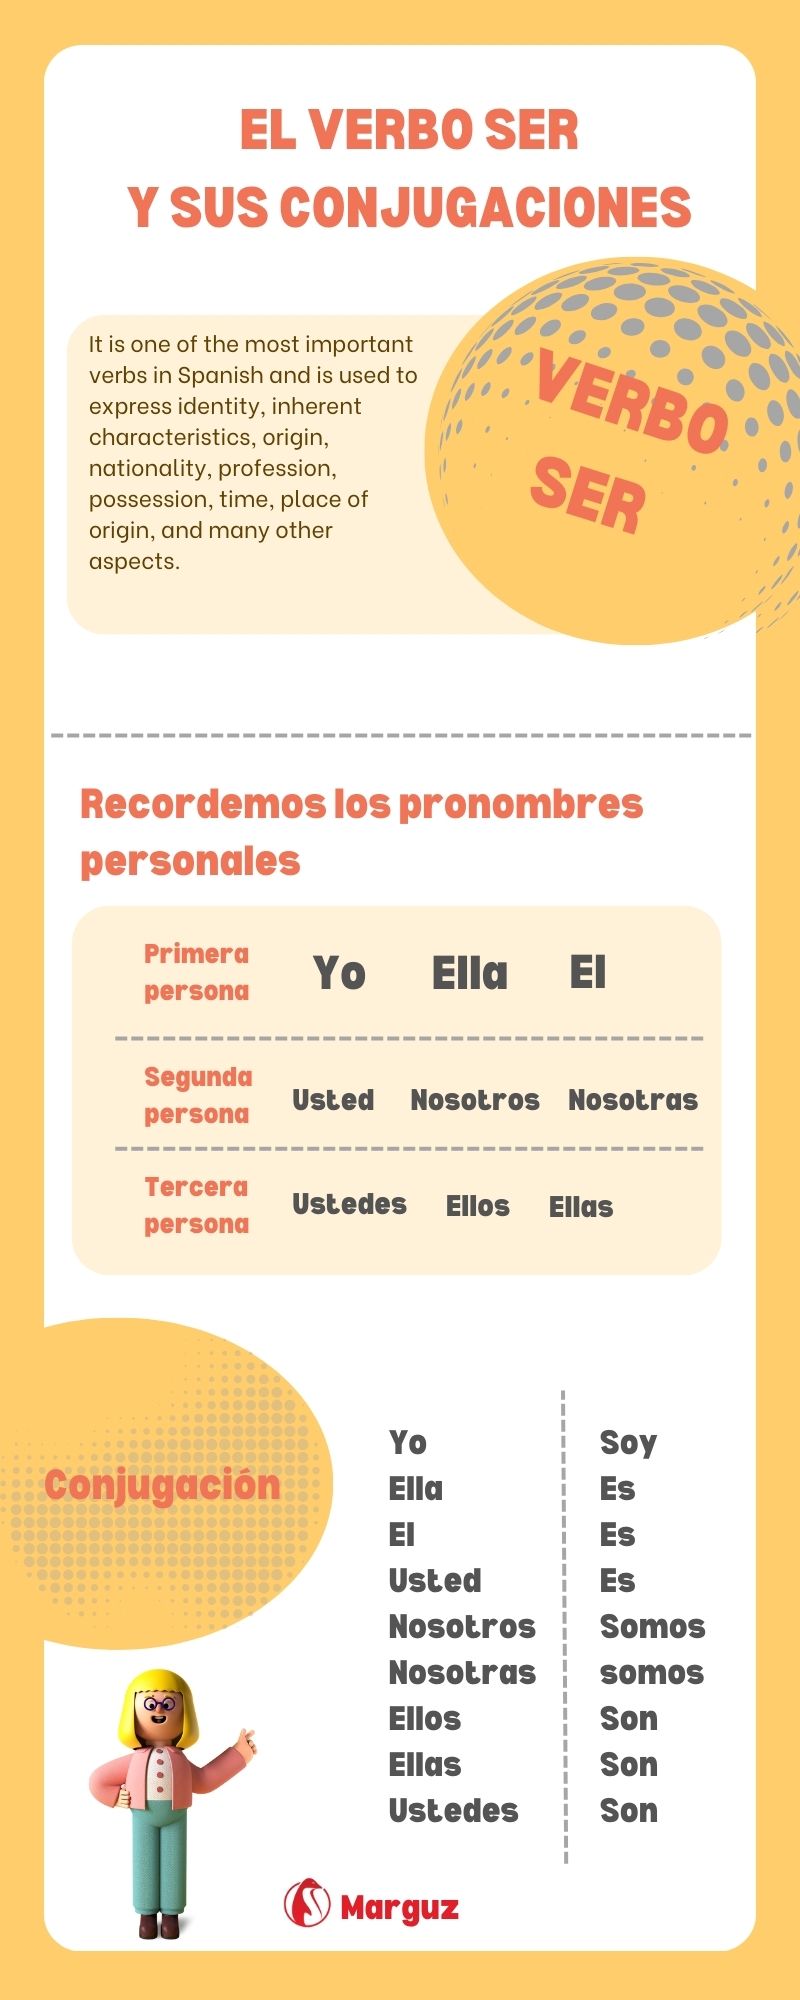 EL VERBO SER
Y SUS CONJUGACIONES
It is one of the most important
verbs in Spanish and is used to
express identity, inherent
characteristics, origin,
nationality, profession,
possession, time, place of
origin, and many other
aspects.
VERBO
SER
Recordemos los pronombres
personales
Primera
persona
Yo Ella El
Segunda
persona
Usted Nosotros Nosotras
Tercera
persona
Ustedes Ellos Ellas
Conjugación
Yo Soy
Ella Es
El Es
Usted Es
Nosotros Somos
Nosotras somos
Ellos Son
Ellas Son
Ustedes Son
Marguz